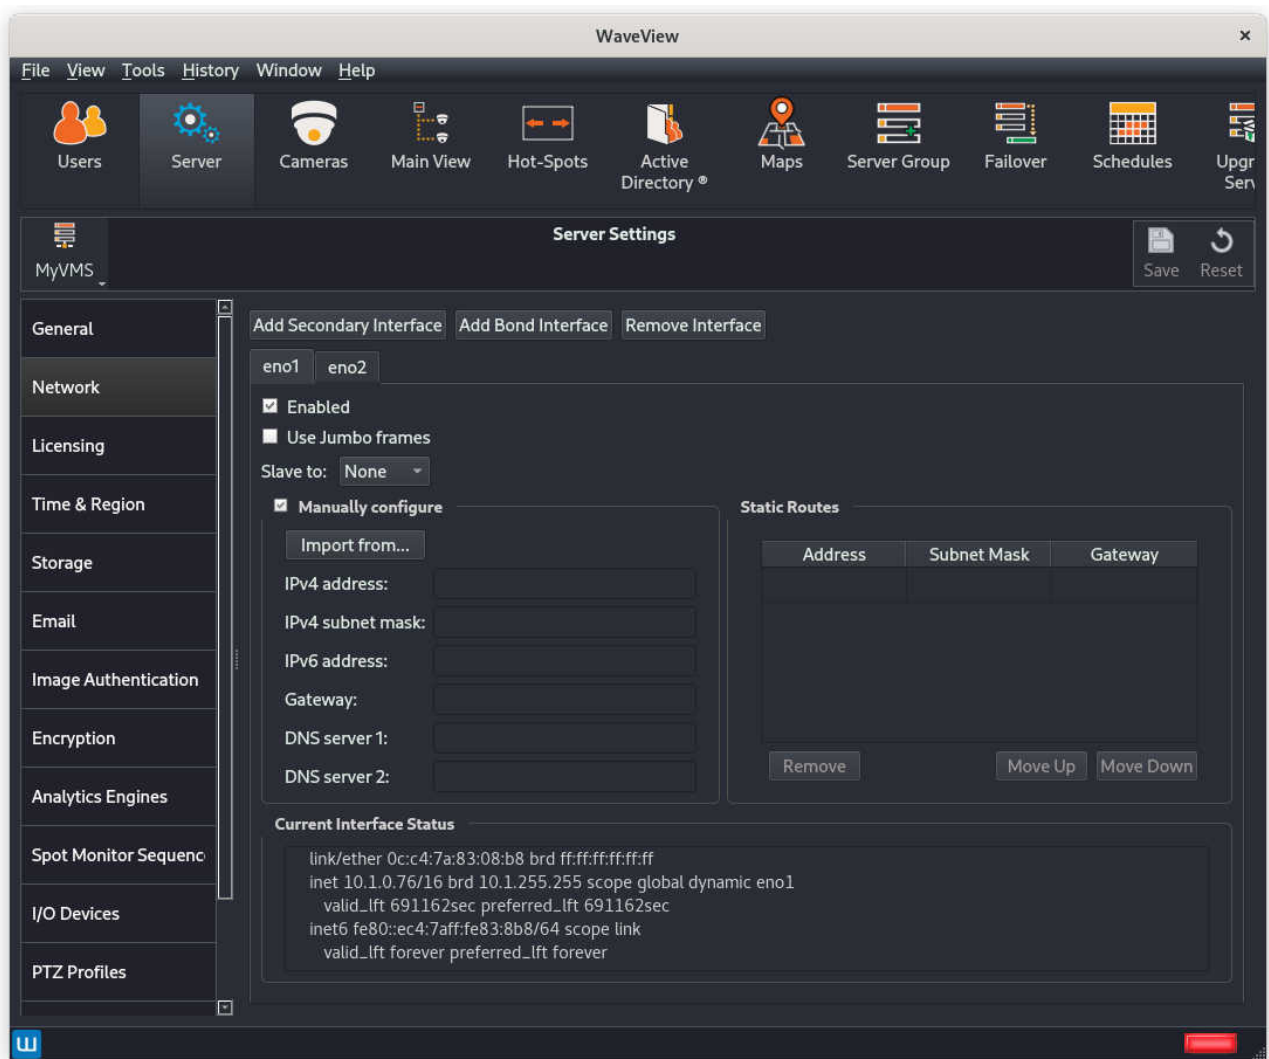 WaveView ×
File View Tools History Window Help
Users Server Cameras Main View Hot-Spots Active Directory ® Maps Server Group Failover Schedules Upgr Serv
MyVMS
Server Settings
Save Reset
General
Network
Licensing
Time & Region
Storage
Email
Image Authentication
Encryption
Analytics Engines
Spot Monitor Sequenc
I/O Devices
PTZ Profiles
Add Secondary Interface Add Bond Interface Remove Interface
eno1 eno2
Enabled
Use Jumbo frames
Slave to: None
Manually configure
Import from...
IPv4 address:
IPv4 subnet mask:
IPv6 address:
Gateway:
DNS server 1:
DNS server 2:
Static Routes
Address Subnet Mask Gateway
Remove Move Up Move Down
Current Interface Status
link/ether 0c:c4:7a:83:08:b8 brd ff:ff:ff:ff:ff:ff
inet 10.1.0.76/16 brd 10.1.255.255 scope global dynamic eno1
valid_lft 691162sec preferred_lft 691162sec
inet6 fe80::ec4:7aff:fe83:8b8/64 scope link
valid_lft forever preferred_lft forever